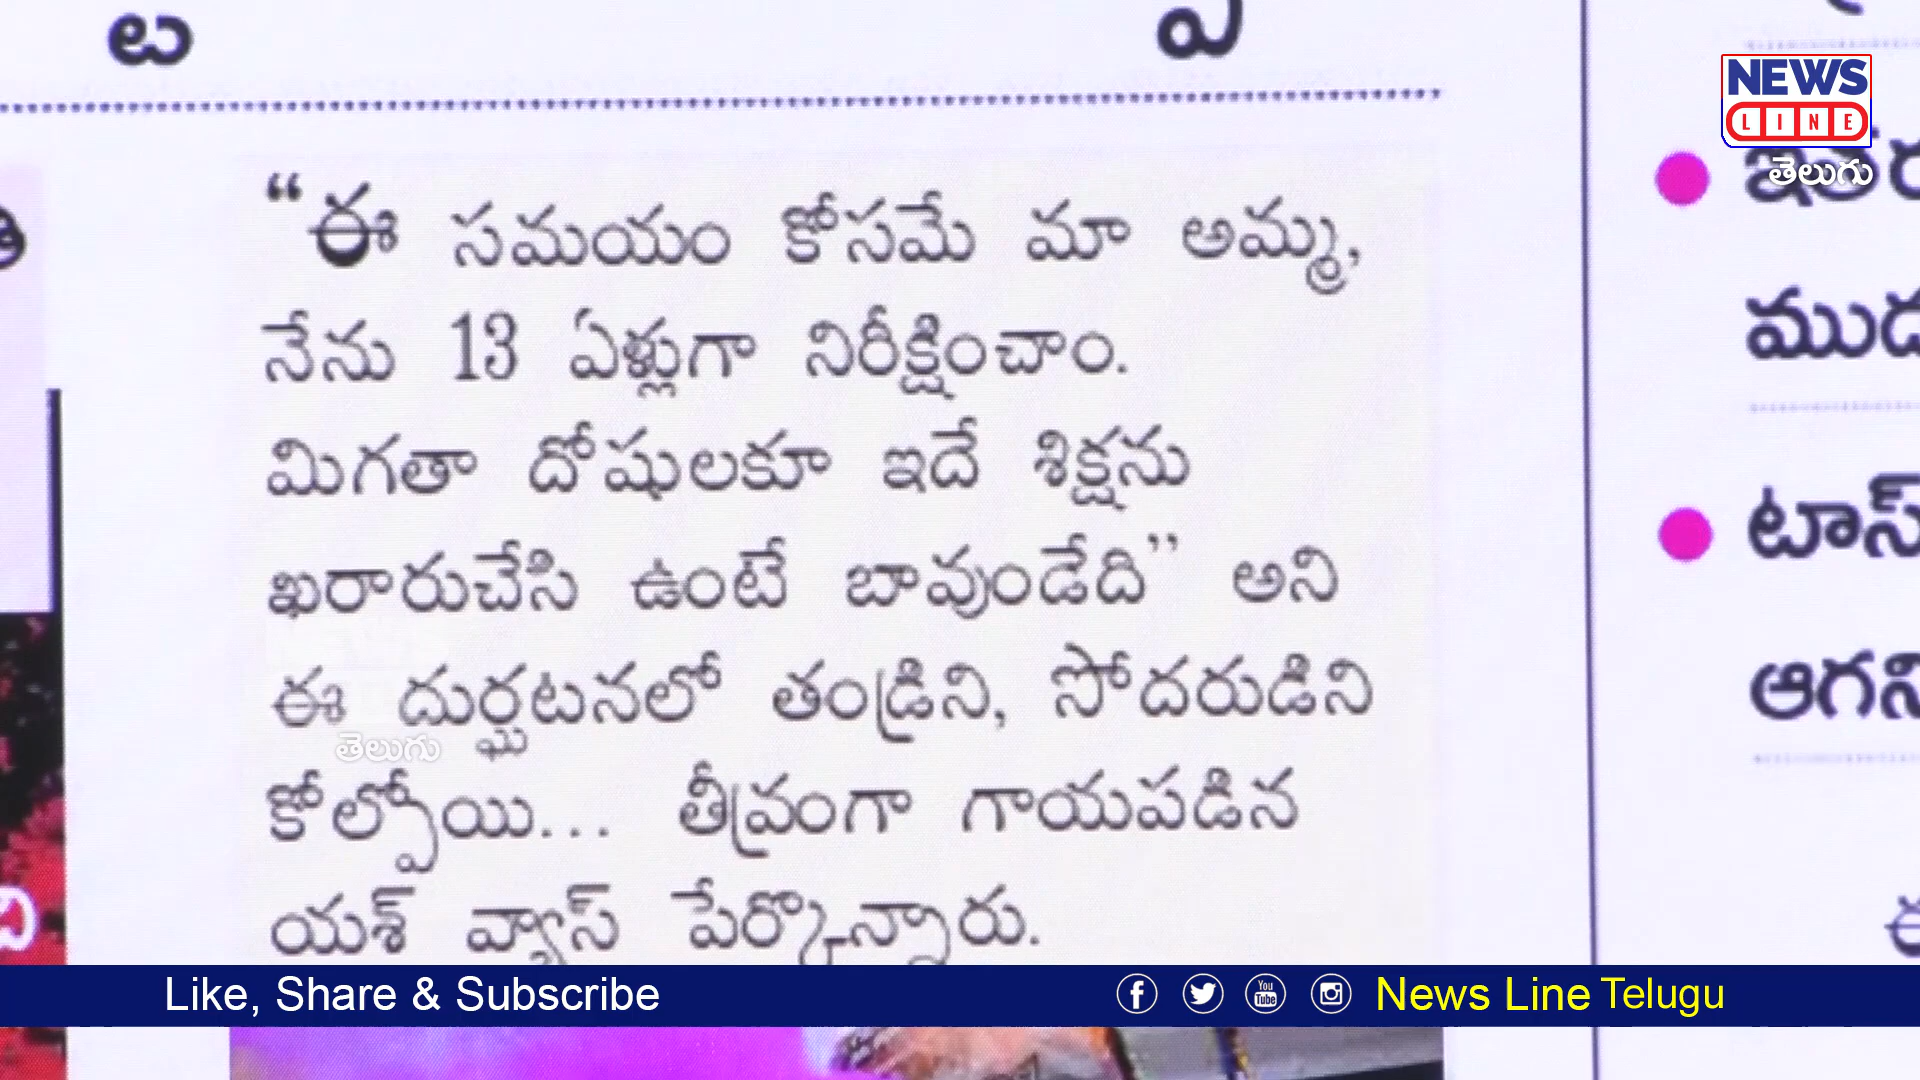 “ఈ సమయం కోసమే మా అమ్మ,
నేను 13 ఏళ్లుగా నిరీక్షించాం.
మిగతా దోషులకూ ఇదే శిక్షను
ఖరారుచేసి ఉంటే బావుండేది’’ అని
ఈ దుర్ఘటనలో తండ్రిని, సోదరుడిని
కోల్పోయి... తీవ్రంగా గాయపడిన
యశ్ వ్యాస్ పేర్కొన్నారు.
తెలుగు
NEWS
LINE
తెలుగు
ముడ
టాస్
ఆగని
Like, Share & Subscribe
News Line Telugu